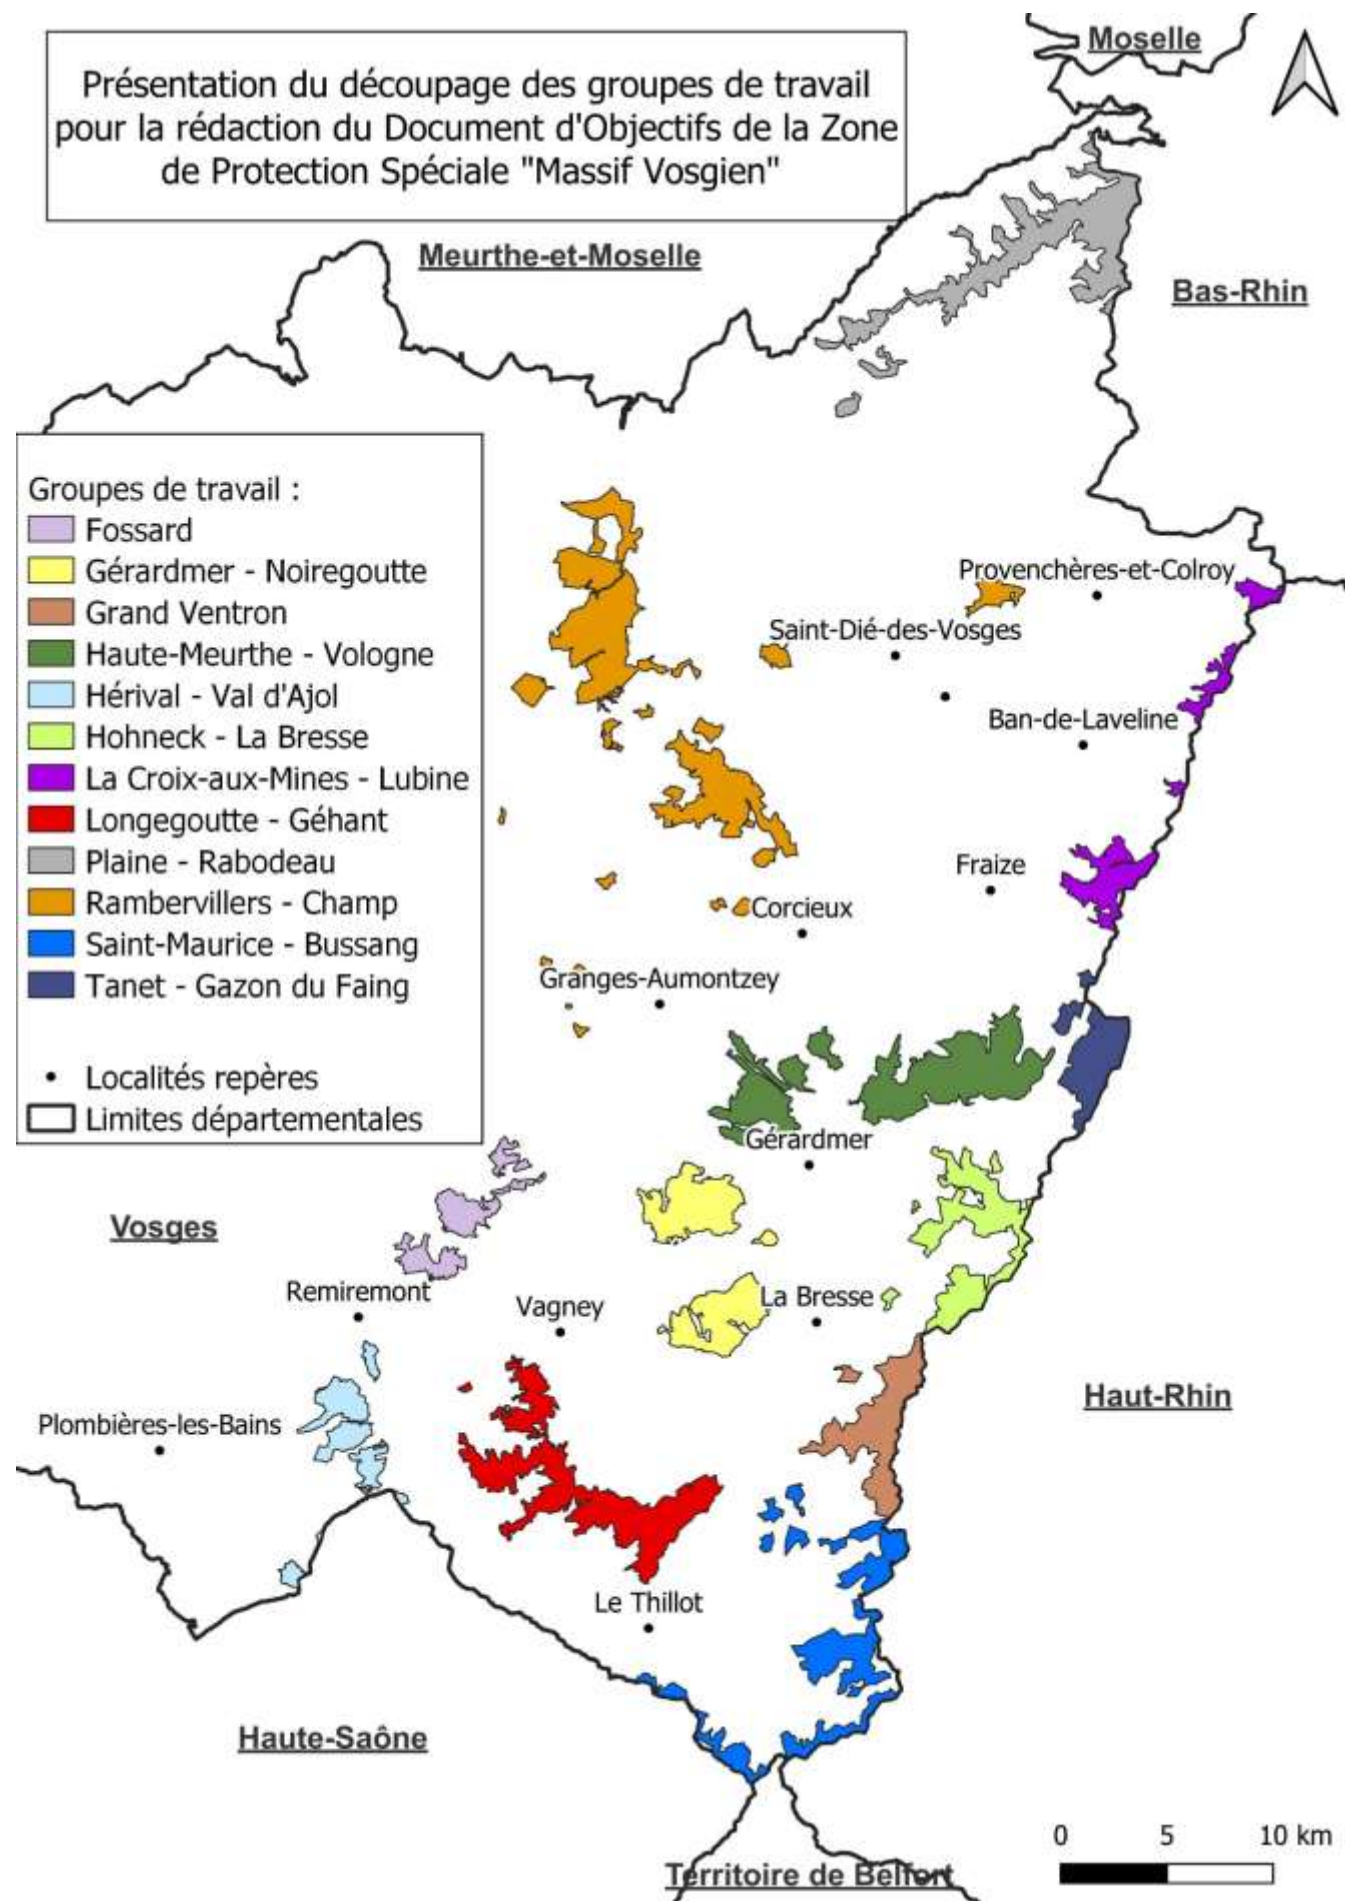 Moselle
Présentation du découpage des groupes de travail
pour la rédaction du Document d'Objectifs de la Zone
de Protection Spéciale "Massif Vosgien"
Meurthe-et-Moselle
Bas-Rhin
Groupes de travail :
Fossard
Gérardmer - Noiregoutte
Grand Ventron
Haute-Meurthe - Vologne
Hérival - Val d'Ajol
Hohneck - La Bresse
La Croix-aux-Mines - Lubine
Longegoutte - Géhant
Plaine - Rabodeau
Rambervillers - Champ
Saint-Maurice - Bussang
Tanet - Gazon du Faing
Localités repères
Limites départementales
Provenchères-et-Colroy
Saint-Dié-des-Vosges
Ban-de-Laveline
Fraize
Corcieux
Granges-Aumontzey
Gérardmer
Vosges
Remiremont
Vagney
La Bresse
Haut-Rhin
Plombières-les-Bains
Le Thillot
Haute-Saône
0 5 10 km
Territoire de Belfort